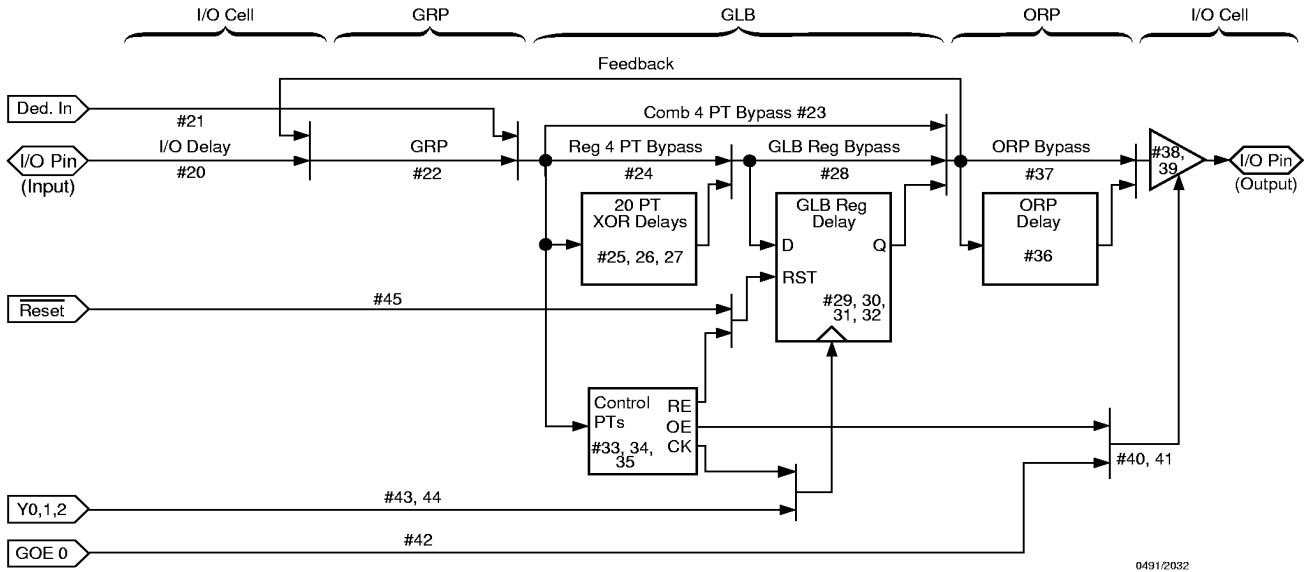 I/O Cell
GRP
GLB
ORP
I/O Cell
Feedback
Ded. In
#21
Comb 4 PT Bypass #23
I/O Pin
(Input)
I/O Delay
#20
GRP
#22
Reg 4 PT Bypass
#24
GLB Reg Bypass
#28
ORP Bypass
#37
#38,
39
I/O Pin
(Output)
20 PT
XOR Delays
#25, 26, 27
GLB Reg
Delay
D
Q
RST
#29, 30,
31, 32
ORP
Delay
#36
Reset
#45
Control
PTs
#33, 34,
35
RE
OE
CK
#40, 41
Y0,1,2
#43, 44
GOE 0
#42
0491/2032